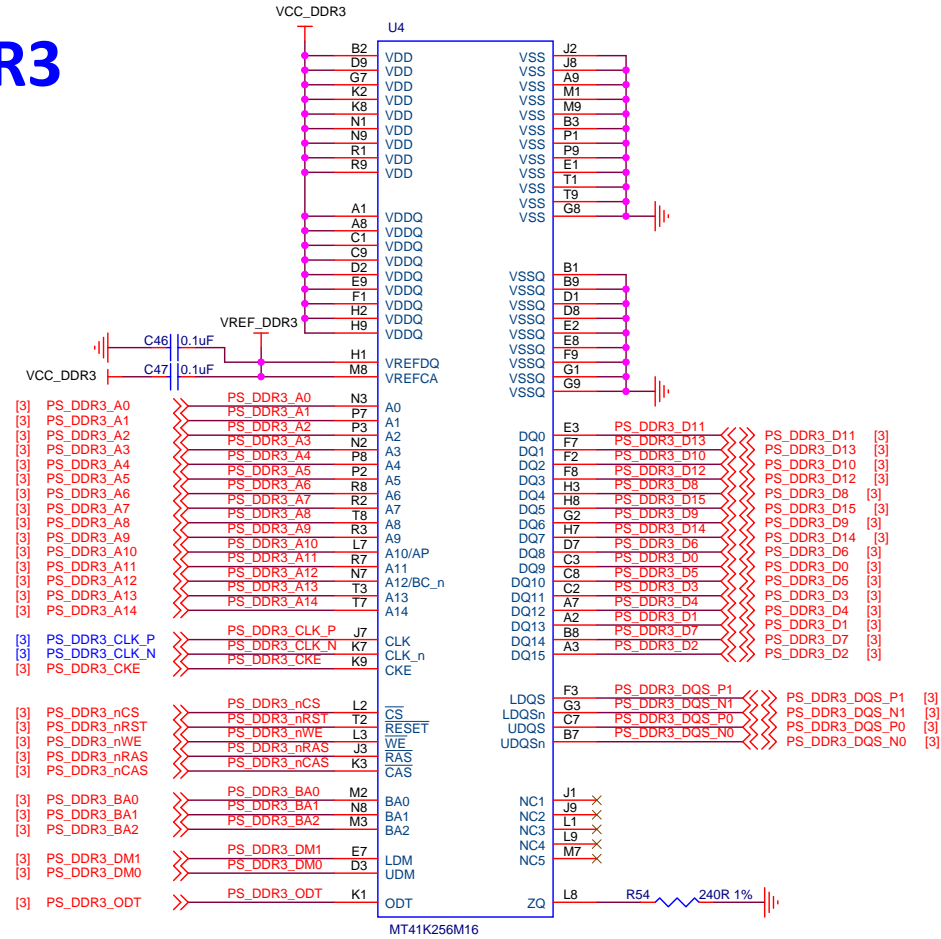 VCC_DDR3
U4
R3
B2 VDD VSS J2
D9 VDD VSS J8
G7 VDD VSS A9
K2 VDD VSS M1
K8 VDD VSS M9
N1 VDD VSS B3
N9 VDD VSS P1
R1 VDD VSS P9
R9 VDD VSS E1
VSS T1
VSS T9
A1 VDDQ VSS G8
A8 VDDQ
C1 VDDQ
C9 VDDQ
D2 VDDQ VSSQ B1
E9 VDDQ VSSQ B9
F1 VDDQ VSSQ D1
H2 VDDQ VSSQ D8
H9 VDDQ VSSQ E2
VREF_DDR3
C46 0.1uF VSSQ E8
H1 VREFDQ VSSQ F9
VCC_DDR3 C47 0.1uF M8 VREFCA VSSQ G1
VSSQ G9
[3] PS_DDR3_A0 PS_DDR3_A0 N3 A0
[3] PS_DDR3_A1 PS_DDR3_A1 P7 A1
[3] PS_DDR3_A2 PS_DDR3_A2 P3 A2 DQ0 E3 PS_DDR3_D11 PS_DDR3_D11 [3]
[3] PS_DDR3_A3 PS_DDR3_A3 N2 A3 DQ1 F7 PS_DDR3_D13 PS_DDR3_D13 [3]
[3] PS_DDR3_A4 PS_DDR3_A4 P8 A4 DQ2 F2 PS_DDR3_D10 PS_DDR3_D10 [3]
[3] PS_DDR3_A5 PS_DDR3_A5 P2 A5 DQ3 F8 PS_DDR3_D12 PS_DDR3_D12 [3]
[3] PS_DDR3_A6 PS_DDR3_A6 R8 A6 DQ4 H3 PS_DDR3_D8 PS_DDR3_D8 [3]
[3] PS_DDR3_A7 PS_DDR3_A7 R2 A7 DQ5 H8 PS_DDR3_D15 PS_DDR3_D15 [3]
[3] PS_DDR3_A8 PS_DDR3_A8 T8 A8 DQ6 G2 PS_DDR3_D9 PS_DDR3_D9 [3]
[3] PS_DDR3_A9 PS_DDR3_A9 R3 A9 DQ7 H7 PS_DDR3_D14 PS_DDR3_D14 [3]
[3] PS_DDR3_A10 PS_DDR3_A10 L7 A10/AP DQ8 D7 PS_DDR3_D6 PS_DDR3_D6 [3]
[3] PS_DDR3_A11 PS_DDR3_A11 R7 A11 DQ9 C3 PS_DDR3_D0 PS_DDR3_D0 [3]
[3] PS_DDR3_A12 PS_DDR3_A12 N7 A12/BC_n DQ10 C8 PS_DDR3_D5 PS_DDR3_D5 [3]
[3] PS_DDR3_A13 PS_DDR3_A13 T3 A13 DQ11 C2 PS_DDR3_D3 PS_DDR3_D3 [3]
[3] PS_DDR3_A14 PS_DDR3_A14 T7 A14 DQ12 A7 PS_DDR3_D4 PS_DDR3_D4 [3]
DQ13 A2 PS_DDR3_D1 PS_DDR3_D1 [3]
[3] PS_DDR3_CLK_P PS_DDR3_CLK_P J7 CLK DQ14 B8 PS_DDR3_D7 PS_DDR3_D7 [3]
[3] PS_DDR3_CLK_N PS_DDR3_CLK_N K7 CLK_n DQ15 A3 PS_DDR3_D2 PS_DDR3_D2 [3]
[3] PS_DDR3_CKE PS_DDR3_CKE K9 CKE
LDQS F3 PS_DDR3_DQS_P1 PS_DDR3_DQS_P1 [3]
[3] PS_DDR3_nCS PS_DDR3_nCS L2 CS LDQSn G3 PS_DDR3_DQS_N1 PS_DDR3_DQS_N1 [3]
[3] PS_DDR3_nRST PS_DDR3_nRST T2 RESET UDQS C7 PS_DDR3_DQS_P0 PS_DDR3_DQS_P0 [3]
[3] PS_DDR3_nWE PS_DDR3_nWE L3 WE UDQSn B7 PS_DDR3_DQS_N0 PS_DDR3_DQS_N0 [3]
[3] PS_DDR3_nRAS PS_DDR3_nRAS J3 RAS
[3] PS_DDR3_nCAS PS_DDR3_nCAS K3 CAS
[3] PS_DDR3_BA0 PS_DDR3_BA0 M2 BA0 NC1 J1
[3] PS_DDR3_BA1 PS_DDR3_BA1 N8 BA1 NC2 J9
[3] PS_DDR3_BA2 PS_DDR3_BA2 M3 BA2 NC3 L1
NC4 L9
[3] PS_DDR3_DM1 PS_DDR3_DM1 E7 LDM NC5 M7
[3] PS_DDR3_DM0 PS_DDR3_DM0 D3 UDM
[3] PS_DDR3_ODT PS_DDR3_ODT K1 ODT ZQ L8 R54 240R 1%
MT41K256M16